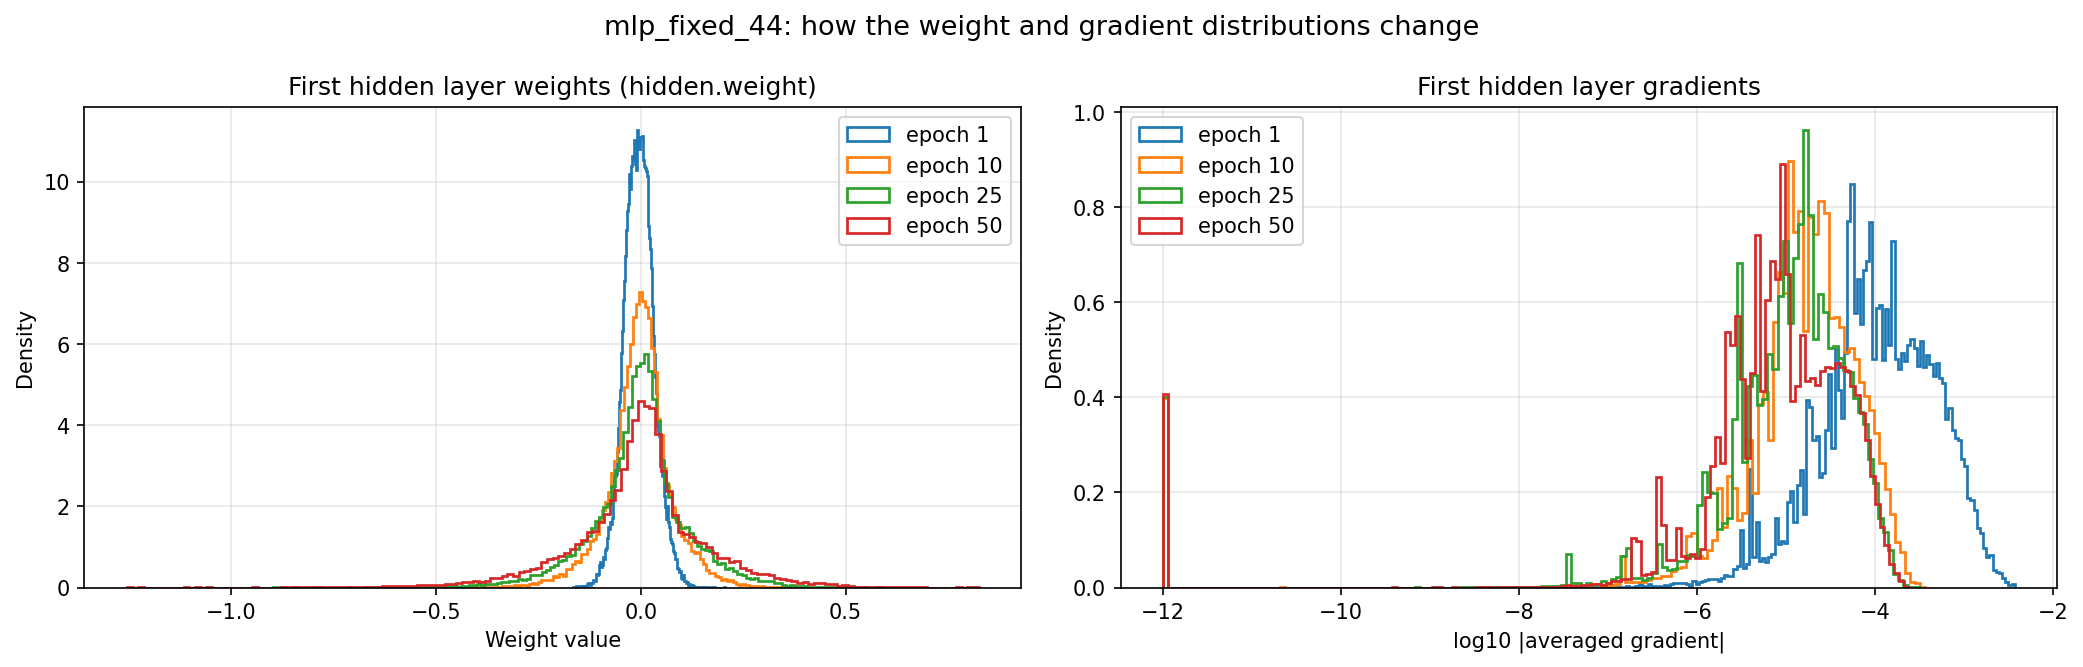 mlp_fixed_44: how the weight and gradient distributions change
First hidden layer weights (hidden.weight)
Density
10
8
6
4
2
0
epoch 1
epoch 10
epoch 25
epoch 50
−1.0 −0.5 0.0 0.5
Weight value
First hidden layer gradients
Density
1.0
0.8
0.6
0.4
0.2
0.0
epoch 1
epoch 10
epoch 25
epoch 50
−12 −10 −8 −6 −4 −2
log10 |averaged gradient|